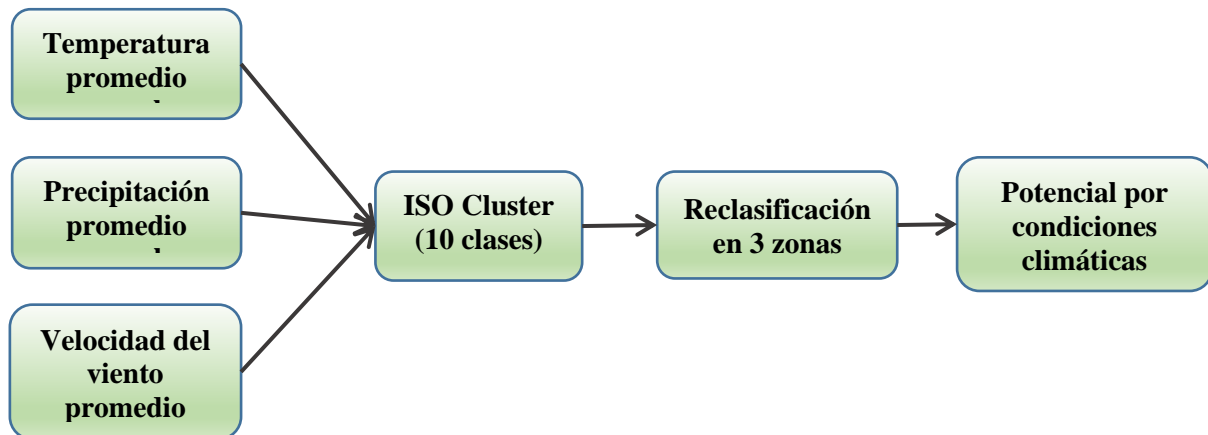 Temperatura
promedio
Precipitación
promedio
Velocidad del
viento
promedio
ISO Cluster
(10 clases)
Reclasificación
en 3 zonas
Potencial por
condiciones
climáticas